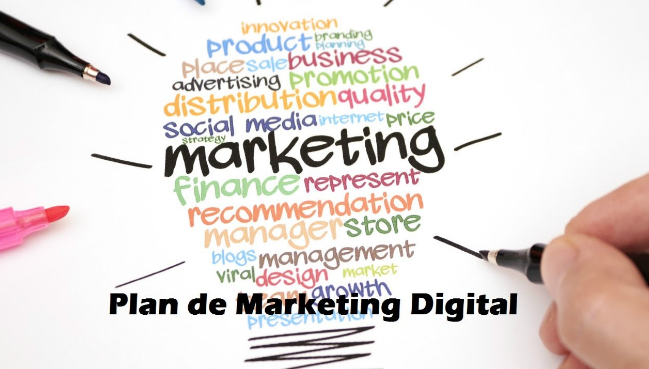 innovation
product branding
planning
place sale business
advertising promotion
distribution quality
social media internet price
strategy
marketing
finance represent
recommendation
manager store
blogs management
viral design market
growth
Plan de Marketing Digital
presentation